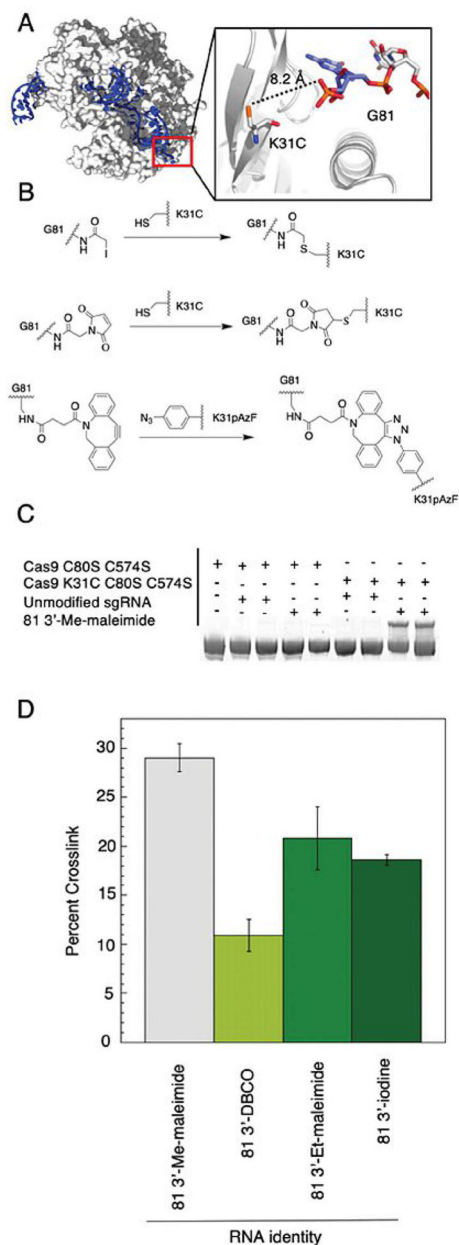 A
8.2 Å
K31C
G81
B
G81
N
H
O
I
HS
K31C
G81
N
H
O
S
K31C
G81
N
H
O
N
O
O
HS
K31C
G81
N
H
O
N
O
O
S
K31C
G81
NH
O
O
N
N3
K31pAzF
G81
NH
O
O
N
N
N
N
K31pAzF
C
Cas9 C80S C574S + + + + + - - - -
Cas9 K31C C80S C574S - - - - - + + + +
Unmodified sgRNA - + + - - + + - -
81 3'-Me-maleimide - - - + + - - + +
D
Percent Crosslink
30
25
20
15
10
5
0
81 3'-Me-maleimide
81 3'-DBCO
81 3'-Et-maleimide
81 3'-iodine
RNA identity